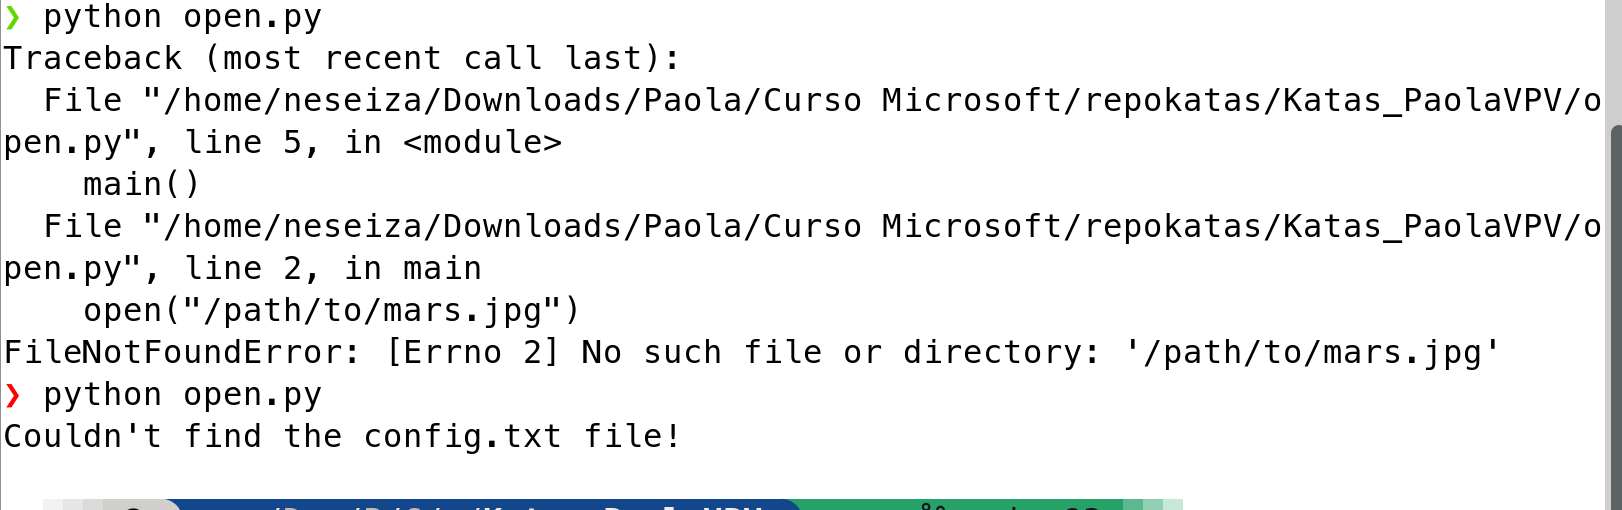 ❯ python open.py
Traceback (most recent call last):
  File "/home/neseiza/Downloads/Paola/Curso Microsoft/repokatas/Katas_PaolaVPV/o
pen.py", line 5, in <module>
    main()
  File "/home/neseiza/Downloads/Paola/Curso Microsoft/repokatas/Katas_PaolaVPV/o
pen.py", line 2, in main
    open("/path/to/mars.jpg")
FileNotFoundError: [Errno 2] No such file or directory: '/path/to/mars.jpg'
❯ python open.py
Couldn't find the config.txt file!